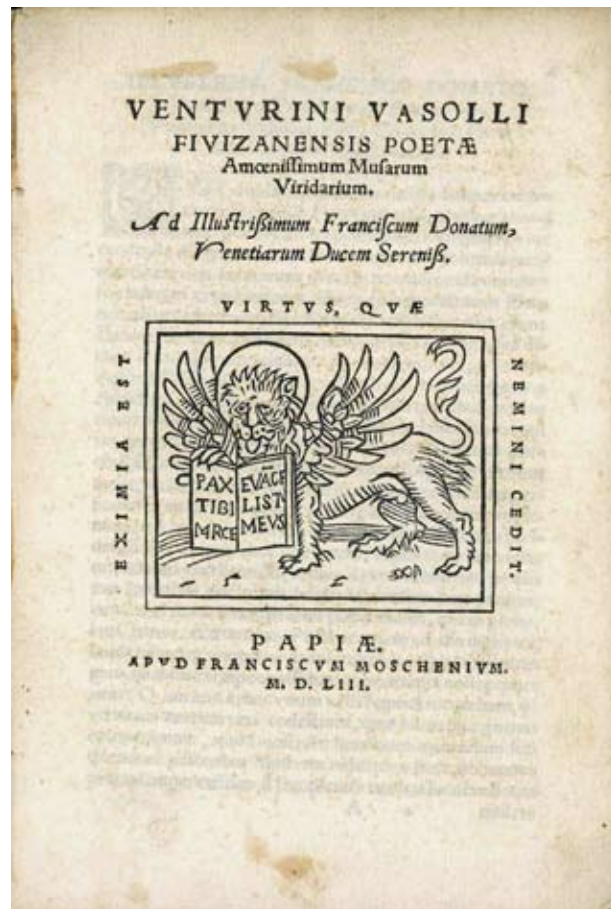 VENTVRINI VASOLLI
FIVIZANENSIS POETÆ
Amœniſſimum Muſarum
Viridarium.
Ad Illuſtriſsimum Franciſcum Donatum,
Venetiarum Ducem Sereniſs.
VIRTVS, QVÆ
EXIMIA EST
NEMINI CEDIT.
PAX
TIBI
MRCE
EVÃGE
LIST
MEVS
PAPIÆ.
APVD FRANCISCVM MOSCHENIVM.
M. D. LIII.